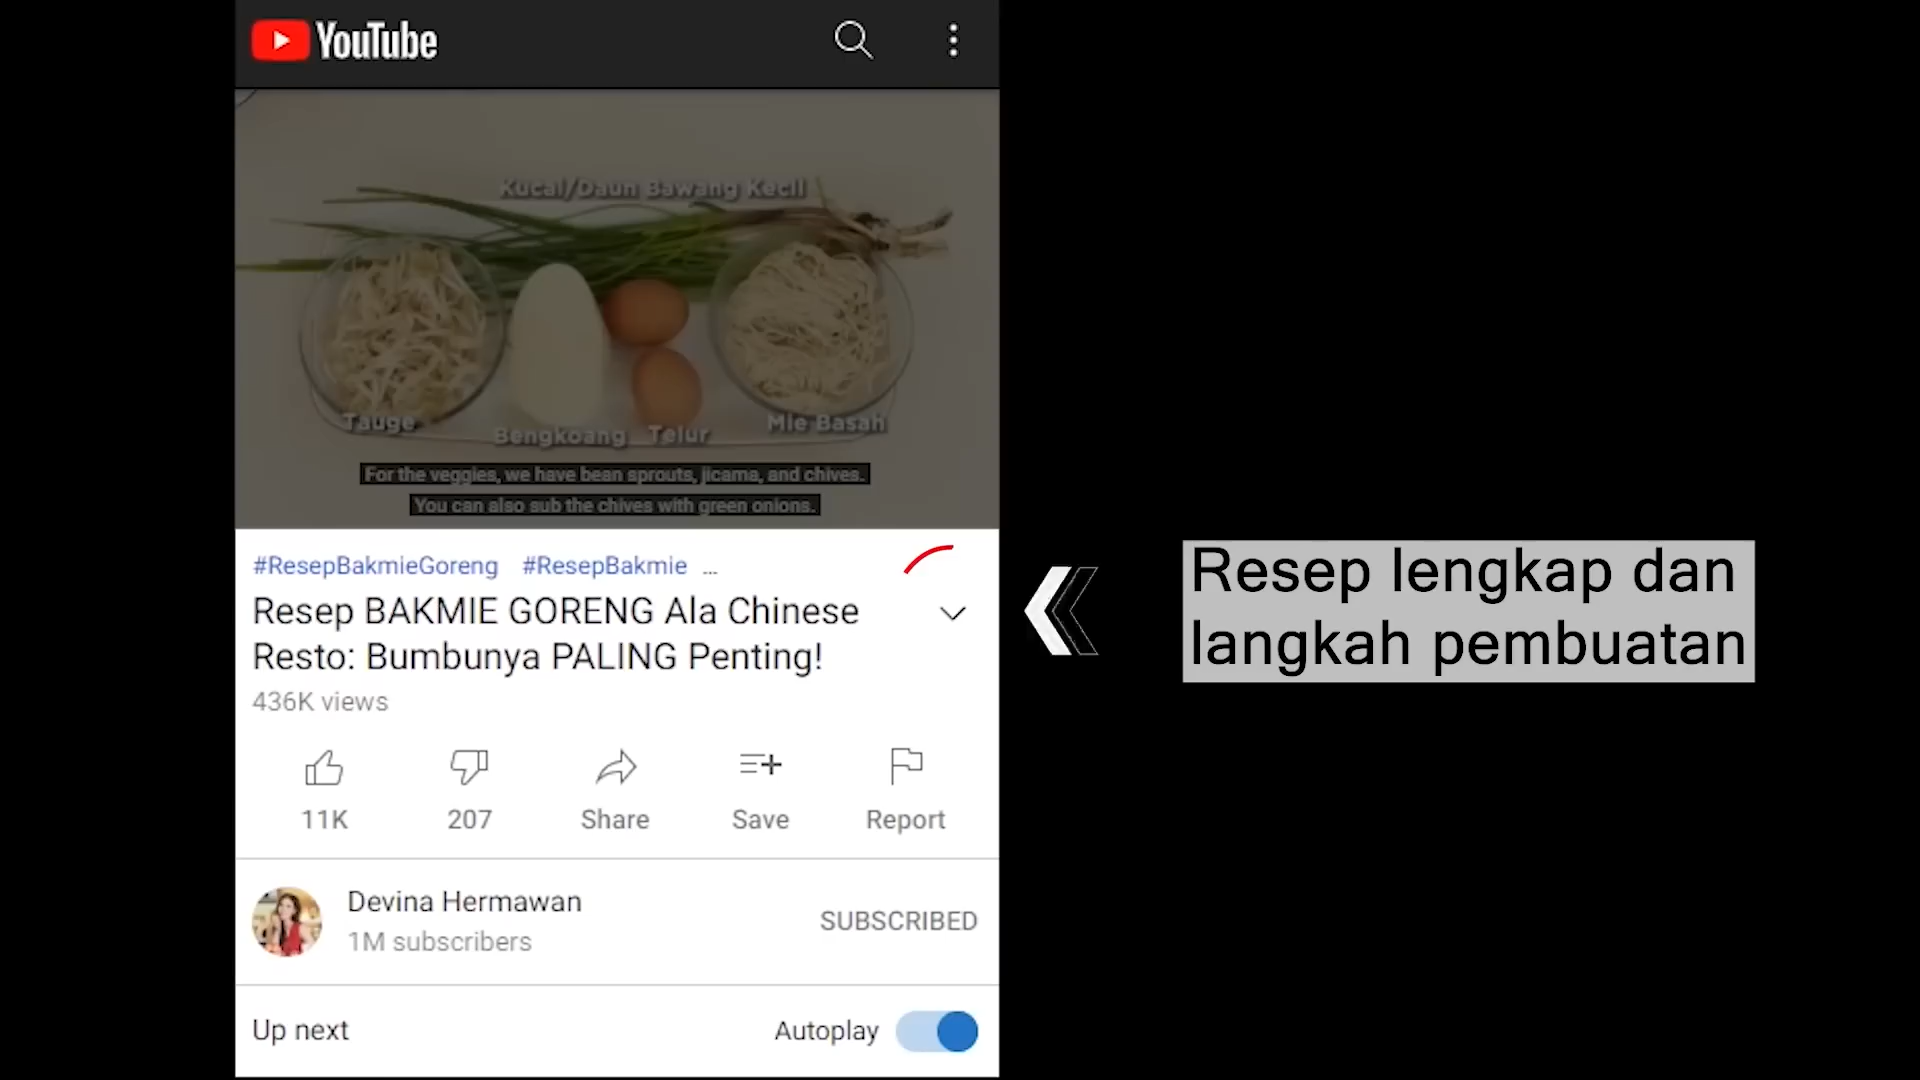 YouTube
Kucai/Daun Bawang Kecil
Tauge
Bengkoang
Telur
Mie Basah
For the veggies, we have bean sprouts, jicama, and chives.
You can also sub the chives with green onions.
#ResepBakmieGoreng #ResepBakmie ...
Resep BAKMIE GORENG Ala Chinese
Resto: Bumbunya PALING Penting!
436K views
11K
207
Share
Save
Report
Devina Hermawan
1M subscribers
SUBSCRIBED
Up next
Autoplay
Resep lengkap dan
langkah pembuatan